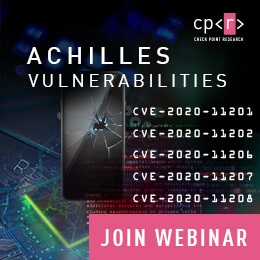 cp<r>
CHECK POINT RESEARCH
ACHILLES
VULNERABILITIES
CVE-2020-11201
CVE-2020-11202
CVE-2020-11206
CVE-2020-11207
CVE-2020-11208
JOIN WEBINAR